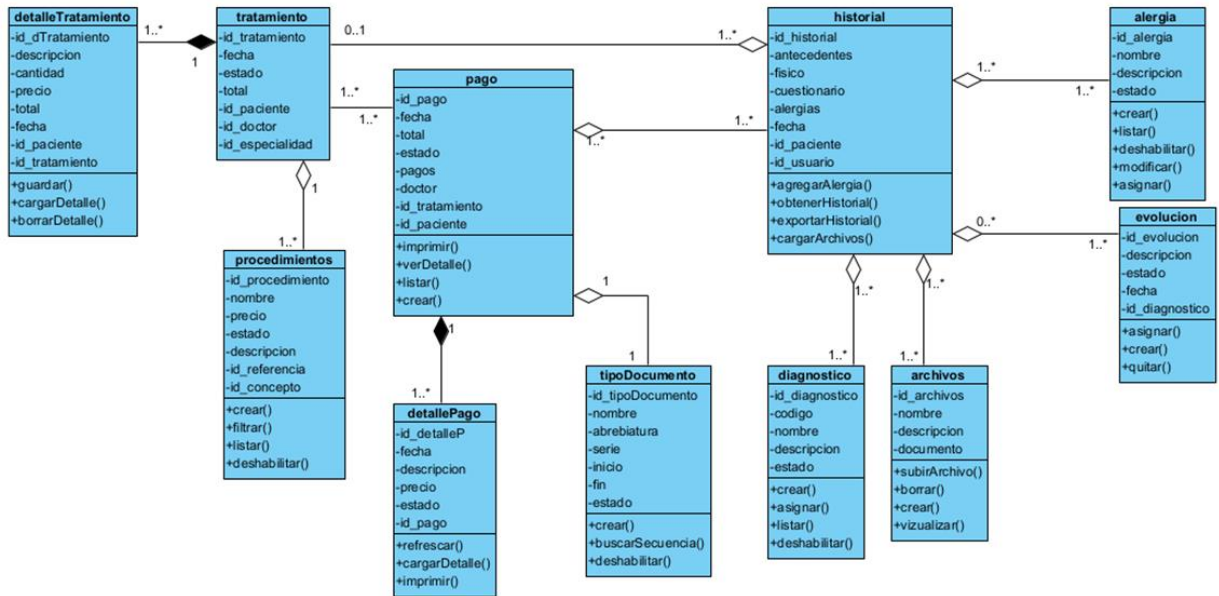 detalleTratamiento
-id_dTratamiento
-descripcion
-cantidad
-precio
-total
-fecha
-id_paciente
-id_tratamiento
+guardar()
+cargarDetalle()
+borrarDetalle()
1..*
1
tratamiento
-id_tratamiento
-fecha
-estado
-total
-id_paciente
-id_doctor
-id_especialidad
0..1
1..*
1..*
1..*
1
1..*
procedimientos
-id_procedimiento
-nombre
-precio
-estado
-descripcion
-id_referencia
-id_concepto
+crear()
+filtrar()
+listar()
+deshabilitar()
pago
-id_pago
-fecha
-total
-estado
-pagos
-doctor
-id_tratamiento
-id_paciente
+imprimir()
+verDetalle()
+listar()
+crear()
1..*
1..*
1
1
1
1..*
detallePago
-id_detalleP
-fecha
-descripcion
-precio
-estado
-id_pago
+refrescar()
+cargarDetalle()
+imprimir()
tipoDocumento
-id_tipoDocumento
-nombre
-abrebiatura
-serie
-inicio
-fin
-estado
+crear()
+buscarSecuencia()
+deshabilitar()
historial
-id_historial
-antecedentes
-fisico
-cuestionario
-alergias
-fecha
-id_paciente
-id_usuario
+agregarAlergia()
+obtenerHistorial()
+exportarHistorial()
+cargarArchivos()
1..*
1..*
0..*
1..*
1..*
1..*
1..*
1..*
diagnostico
-id_diagnostico
-codigo
-nombre
-descripcion
-estado
+crear()
+asignar()
+listar()
+deshabilitar()
archivos
-id_archivos
-nombre
-descripcion
-documento
+subirArchivo()
+borrar()
+crear()
+vizualizar()
alergia
-id_alergia
-nombre
-descripcion
-estado
+crear()
+listar()
+deshabilitar()
+modificar()
+asignar()
evolucion
-id_evolucion
-descripcion
-estado
-fecha
-id_diagnostico
+asignar()
+crear()
+quitar()